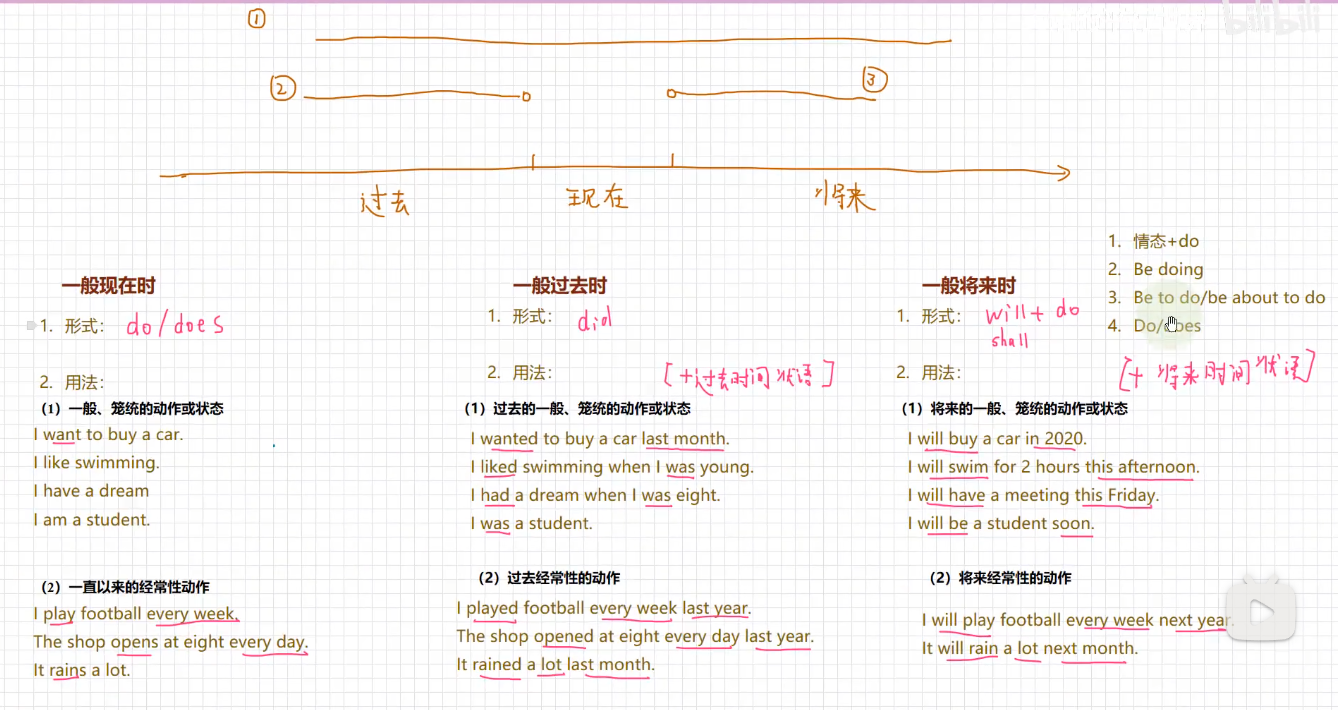 bilibili
①
②
③
过去 现在 将来
1. 情态+do
2. Be doing
3. Be to do/be about to do
4. Do/does
一般现在时
1. 形式： do/does
2. 用法：
（1）一般、笼统的动作或状态
I want to buy a car.
I like swimming.
I have a dream
I am a student.
（2）一直以来的经常性动作
I play football every week,
The shop opens at eight every day.
It rains a lot.
一般过去时
1. 形式： did
2. 用法： [+过去时间状语]
（1）过去的一般、笼统的动作或状态
I wanted to buy a car last month.
I liked swimming when I was young.
I had a dream when I was eight.
I was a student.
（2）过去经常性的动作
I played football every week last year.
The shop opened at eight every day last year.
It rained a lot last month.
一般将来时
1. 形式： will + do
shall
2. 用法： [+ 将来时间状语]
（1）将来的一般、笼统的动作或状态
I will buy a car in 2020.
I will swim for 2 hours this afternoon.
I will have a meeting this Friday.
I will be a student soon.
（2）将来经常性的动作
I will play football every week next year.
It will rain a lot next month.